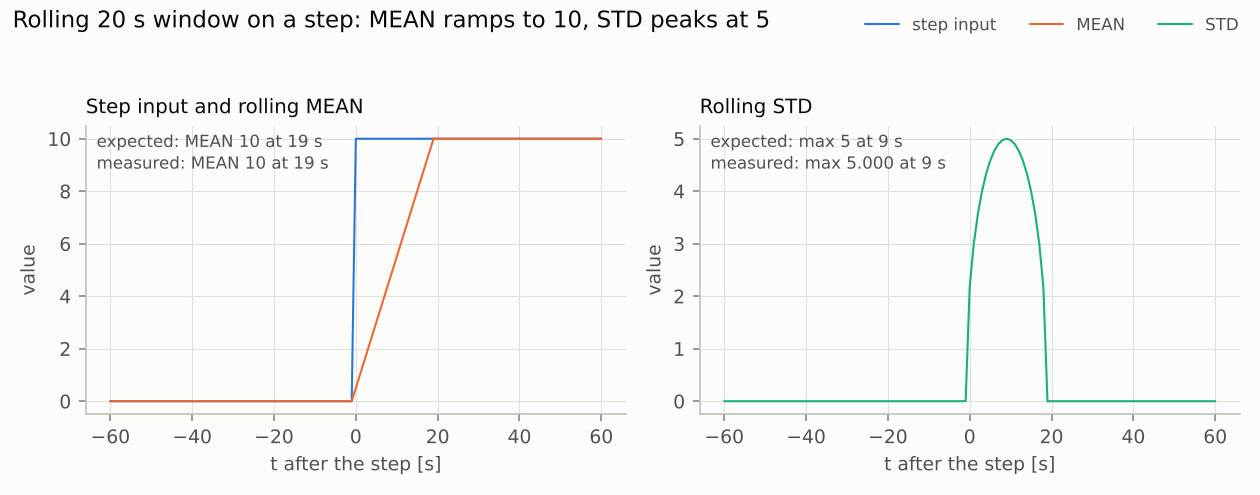 Rolling 20 s window on a step: MEAN ramps to 10, STD peaks at 5
step input
MEAN
STD
Step input and rolling MEAN
expected: MEAN 10 at 19 s
measured: MEAN 10 at 19 s
10
8
6
4
2
0
value
−60
−40
−20
0
20
40
60
t after the step [s]
Rolling STD
expected: max 5 at 9 s
measured: max 5.000 at 9 s
5
4
3
2
1
0
value
−60
−40
−20
0
20
40
60
t after the step [s]